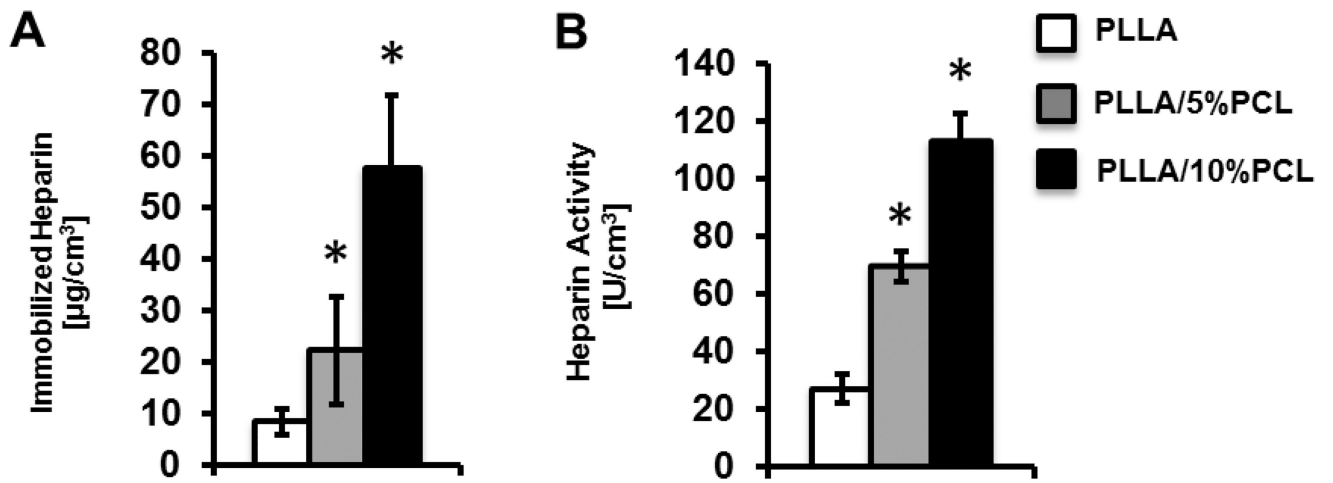 A
Immobilized Heparin
[µg/cm³]
80
70
60
50
40
30
20
10
0
*
*
B
Heparin Activity
[U/cm³]
140
120
100
80
60
40
20
0
*
*
PLLA
PLLA/5%PCL
PLLA/10%PCL